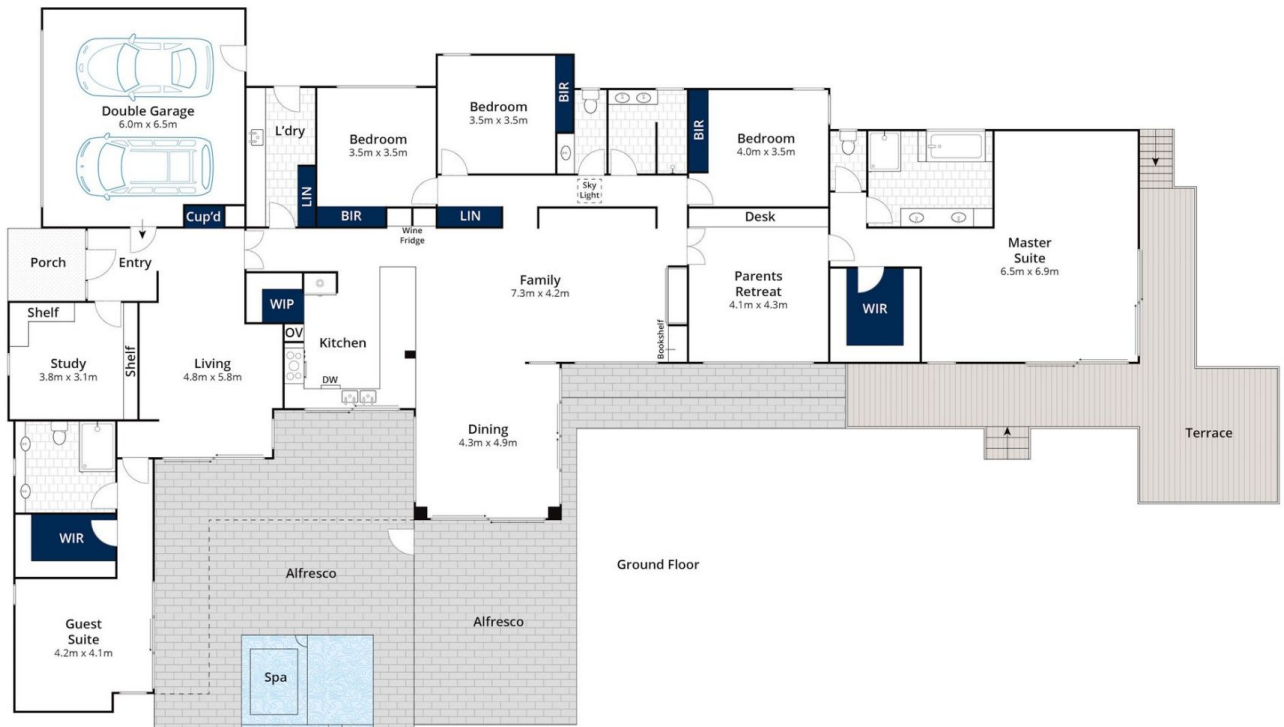 Double Garage
6.0m x 6.5m
L'dry
LIN
Cup'd
Bedroom
3.5m x 3.5m
BIR
Bedroom
3.5m x 3.5m
BIR
LIN
Wine
Fridge
Sky
Light
BIR
Bedroom
4.0m x 3.5m
Porch
Entry
Shelf
Study
3.8m x 3.1m
Shelf
Living
4.8m x 5.8m
WIP
OV
Kitchen
DW
Family
7.3m x 4.2m
Bookshelf
Desk
Parents
Retreat
4.1m x 4.3m
WIR
Master
Suite
6.5m x 6.9m
Dining
4.3m x 4.9m
Terrace
WIR
Guest
Suite
4.2m x 4.1m
Alfresco
Spa
Alfresco
Ground Floor